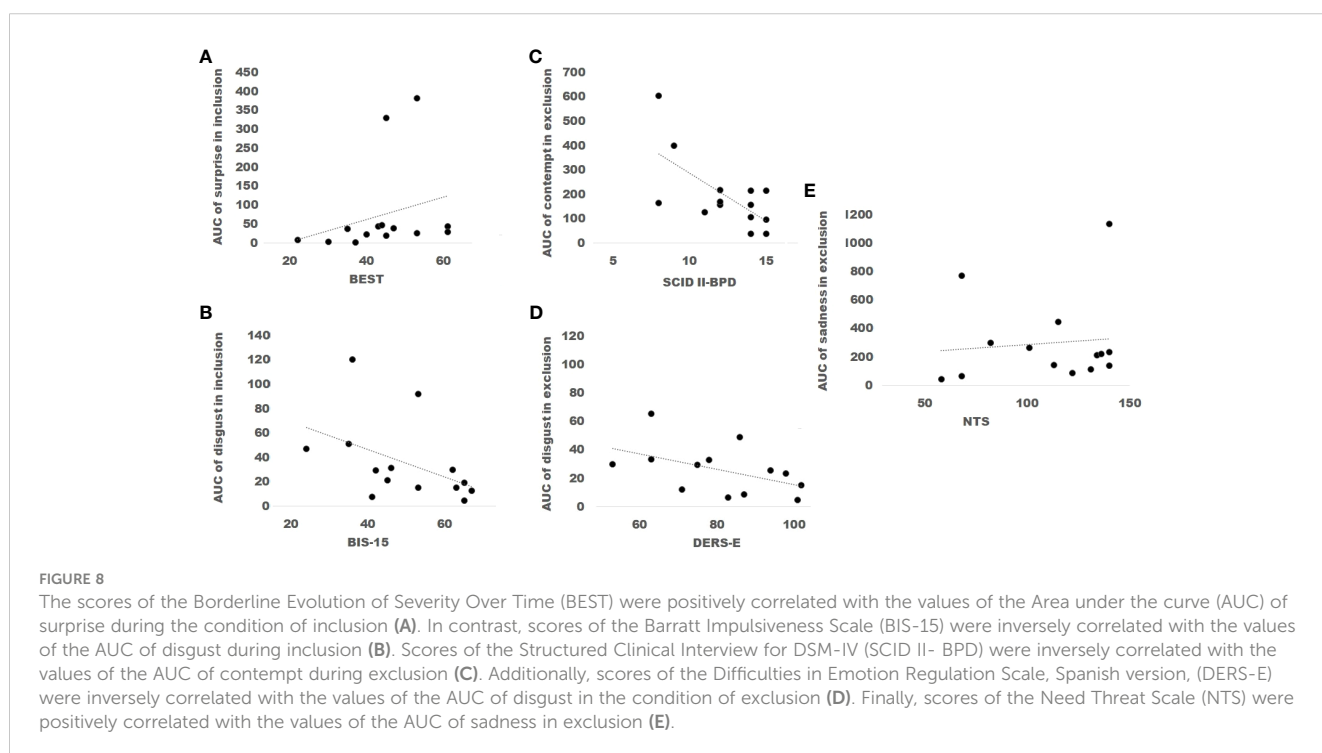 A
AUC of surprise in inclusion
450
400
350
300
250
200
150
100
50
0
20 40 60
BEST
C
AUC of contempt in exclusion
700
600
500
400
300
200
100
0
5 10 15
SCID II-BPD
B
AUC of disgust in inclusion
140
120
100
80
60
40
20
0
20 40 60
BIS-15
D
AUC of disgust in exclusion
120
100
80
60
40
20
0
60 80 100
DERS-E
E
AUC of sadness in exclusion
1200
1000
800
600
400
200
0
50 100 150
NTS
FIGURE 8
The scores of the Borderline Evolution of Severity Over Time (BEST) were positively correlated with the values of the Area under the curve (AUC) of
surprise during the condition of inclusion (A). In contrast, scores of the Barratt Impulsiveness Scale (BIS-15) were inversely correlated with the values
of the AUC of disgust during inclusion (B). Scores of the Structured Clinical Interview for DSM-IV (SCID II- BPD) were inversely correlated with the
values of the AUC of contempt during exclusion (C). Additionally, scores of the Difficulties in Emotion Regulation Scale, Spanish version, (DERS-E)
were inversely correlated with the values of the AUC of disgust in the condition of exclusion (D). Finally, scores of the Need Threat Scale (NTS) were
positively correlated with the values of the AUC of sadness in exclusion (E).